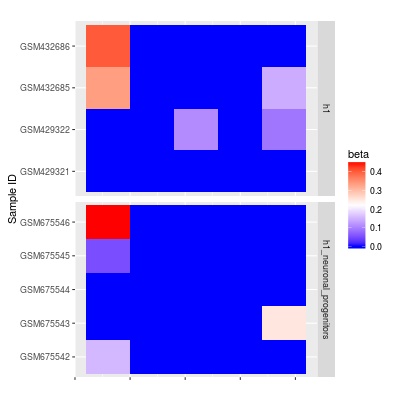 GSM432686
GSM432685
GSM429322
GSM429321
h1
GSM675546
GSM675545
GSM675544
GSM675543
GSM675542
h1_neuronal_progenitors
Sample ID
beta
0.4
0.3
0.2
0.1
0.0